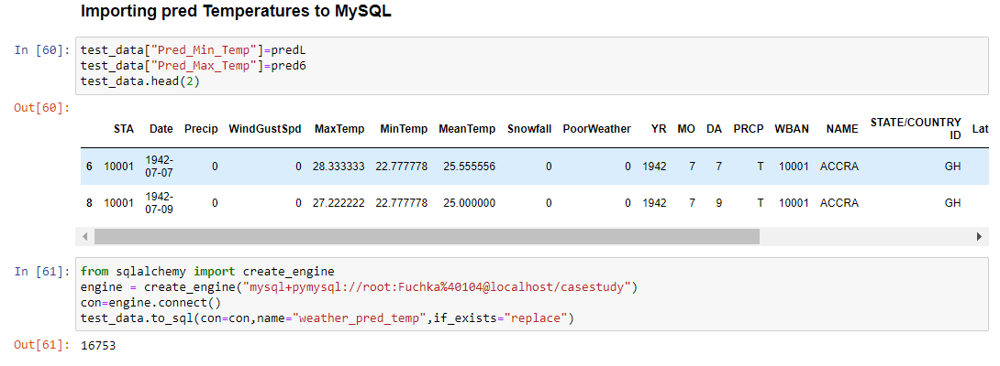 Importing pred Temperatures to MySQL
In [60]:
test_data["Pred_Min_Temp"]=predL
test_data["Pred_Max_Temp"]=pred6
test_data.head(2)
Out[60]:
STA Date Precip WindGustSpd MaxTemp MinTemp MeanTemp Snowfall PoorWeather YR MO DA PRCP WBAN NAME STATE/COUNTRY ID Lat
6 10001 1942-07-07 0 0 28.333333 22.777778 25.555556 0 0 1942 7 7 T 10001 ACCRA GH
8 10001 1942-07-09 0 0 27.222222 22.777778 25.000000 0 0 1942 7 9 T 10001 ACCRA GH
In [61]:
from sqlalchemy import create_engine
engine = create_engine("mysql+pymysql://root:Fuchka%40104@localhost/casestudy")
con=engine.connect()
test_data.to_sql(con=con,name="weather_pred_temp",if_exists="replace")
Out[61]: 16753